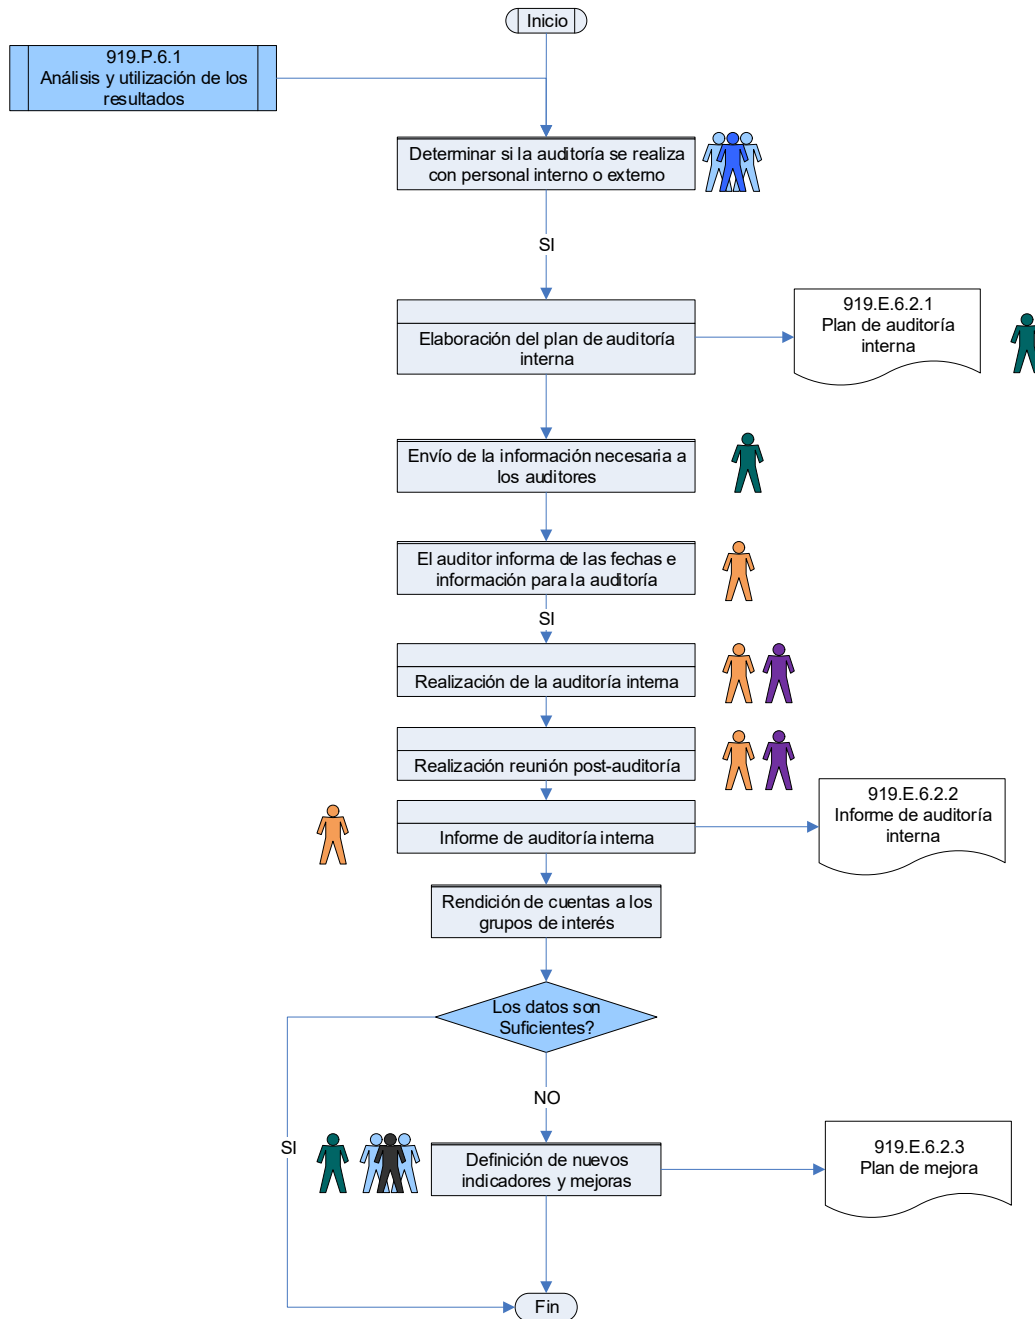 Inicio
919.P.6.1
Análisis y utilización de los
resultados
Determinar si la auditoría se realiza
con personal interno o externo
SI
Elaboración del plan de auditoría
interna
919.E.6.2.1
Plan de auditoría
interna
Envío de la información necesaria a
los auditores
El auditor informa de las fechas e
información para la auditoría
SI
Realización de la auditoría interna
Realización reunión post-auditoría
Informe de auditoría interna
919.E.6.2.2
Informe de auditoría
interna
Rendición de cuentas a los
grupos de interés
Los datos son
Suficientes?
NO
SI
Definición de nuevos
indicadores y mejoras
919.E.6.2.3
Plan de mejora
Fin